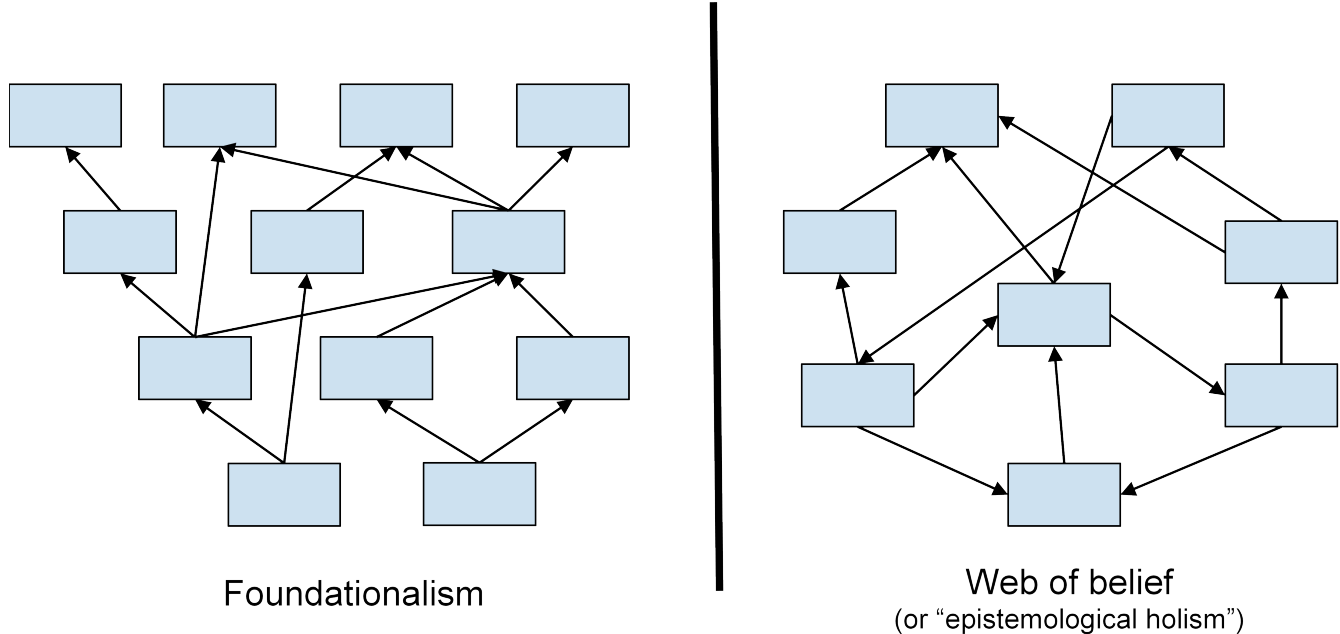 Foundationalism
Web of belief
(or “epistemological holism”)